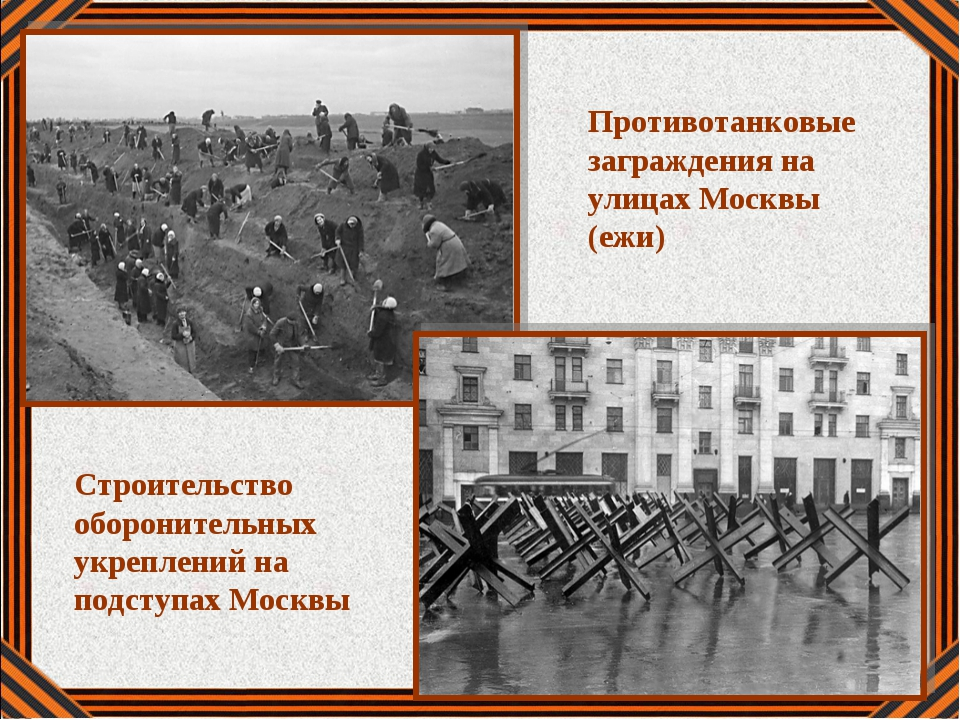 Противотанковые
заграждения на
улицах Москвы
(ежи)
Строительство
оборонительных
укреплений на
подступах Москвы